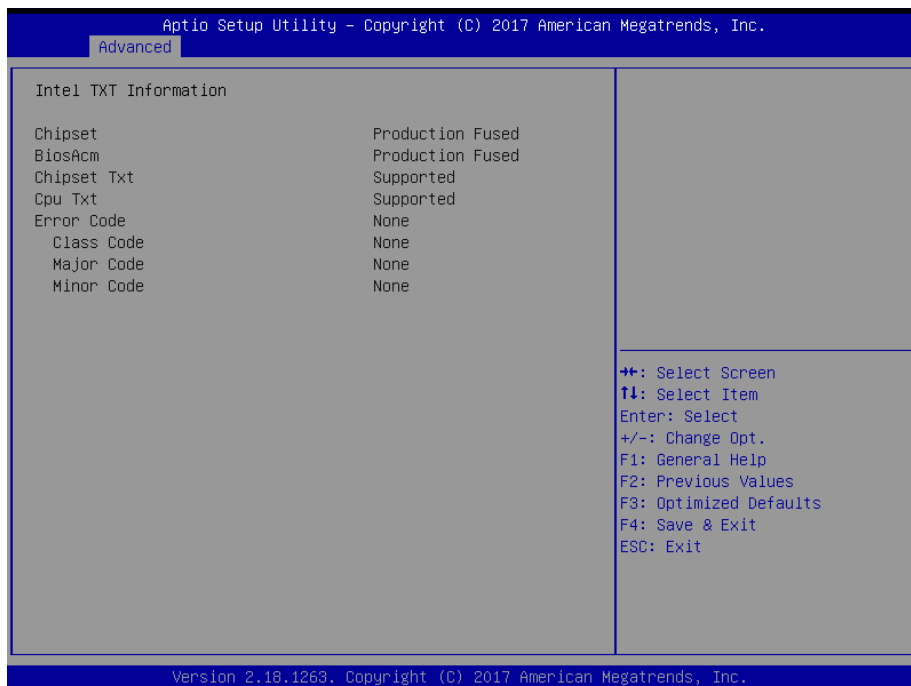 Aptio Setup Utility – Copyright (C) 2017 American Megatrends, Inc.
Advanced
Intel TXT Information
Chipset Production Fused
BiosAcm Production Fused
Chipset Txt Supported
Cpu Txt Supported
Error Code None
Class Code None
Major Code None
Minor Code None
→←: Select Screen
↑↓: Select Item
Enter: Select
+/-: Change Opt.
F1: General Help
F2: Previous Values
F3: Optimized Defaults
F4: Save & Exit
ESC: Exit
Version 2.18.1263. Copyright (C) 2017 American Megatrends, Inc.